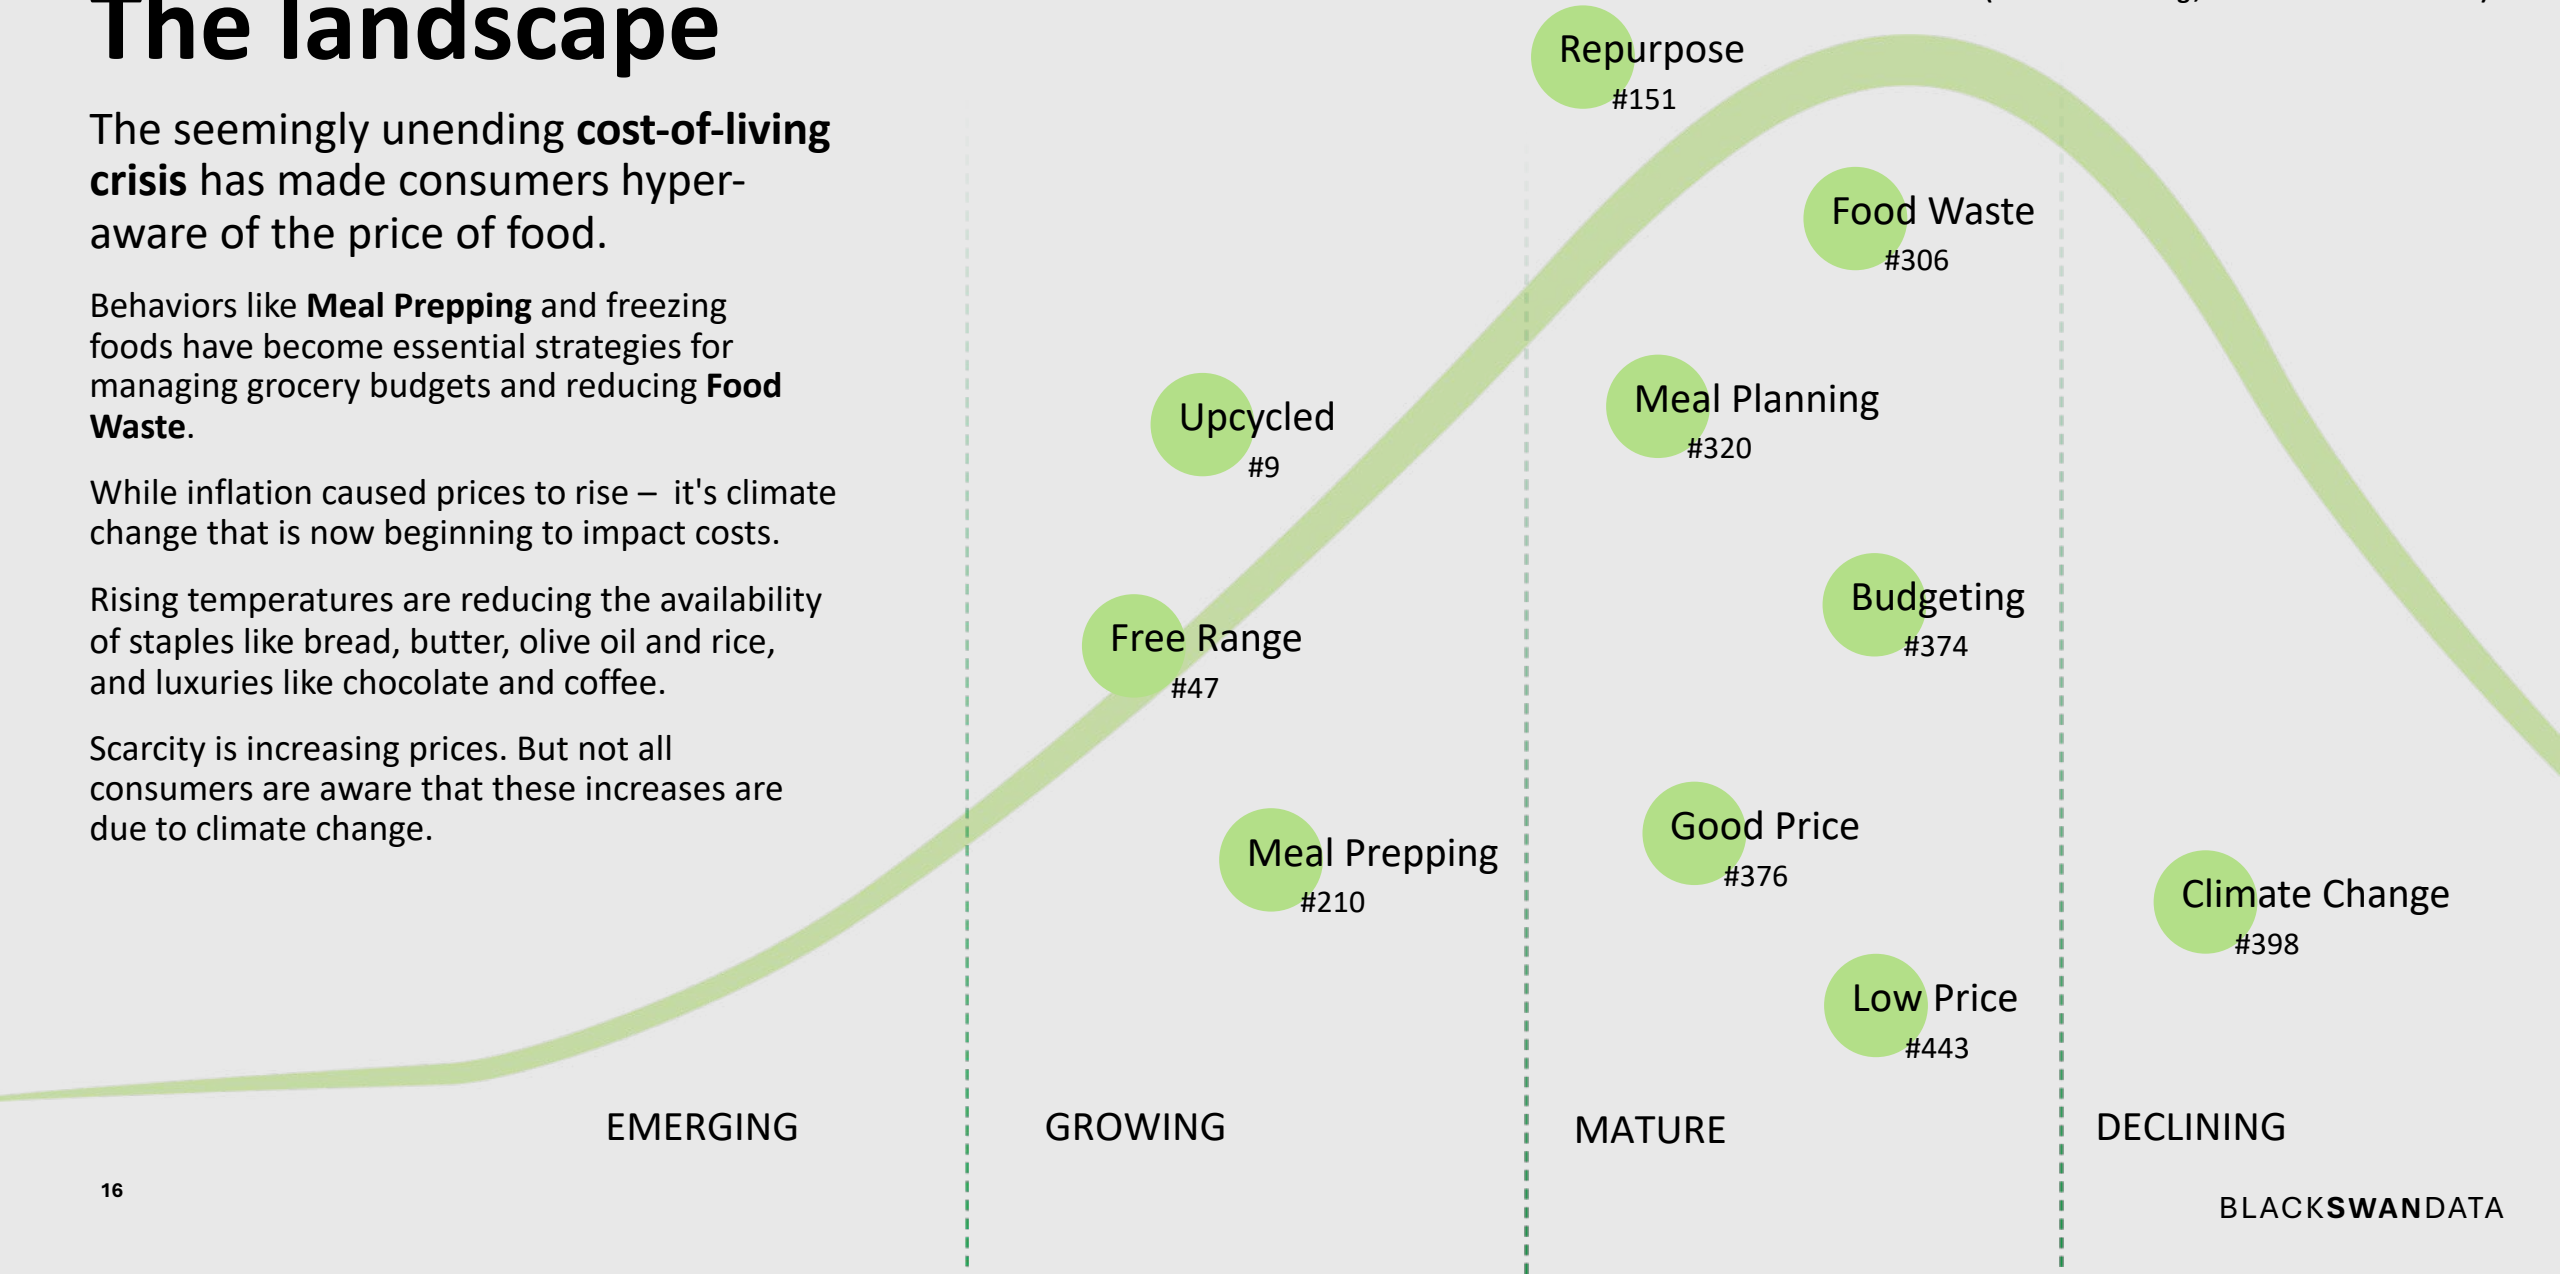 The landscape
The seemingly unending cost-of-living
crisis has made consumers hyper-
aware of the price of food.
Behaviors like Meal Prepping and freezing
foods have become essential strategies for
managing grocery budgets and reducing Food
Waste.
While inflation caused prices to rise –  it's climate
change that is now beginning to impact costs.
Rising temperatures are reducing the availability
of staples like bread, butter, olive oil and rice,
and luxuries like chocolate and coffee.
Scarcity is increasing prices. But not all
consumers are aware that these increases are
due to climate change.
Repurpose
#151
Food Waste
#306
Upcycled
#9
Meal Planning
#320
Free Range
#47
Budgeting
#374
Meal Prepping
#210
Good Price
#376
Climate Change
#398
Low Price
#443
EMERGING
GROWING
MATURE
DECLINING
16
BLACKSWANDATA